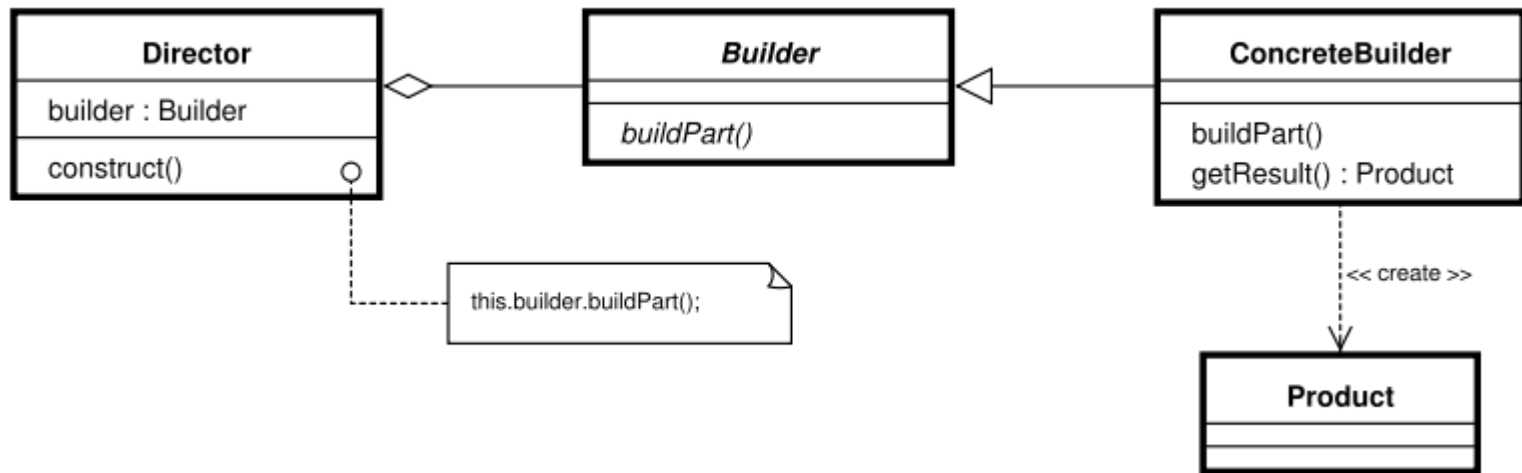 Director
builder : Builder
construct()
Builder
buildPart()
ConcreteBuilder
buildPart()
getResult() : Product
this.builder.buildPart();
<< create >>
Product